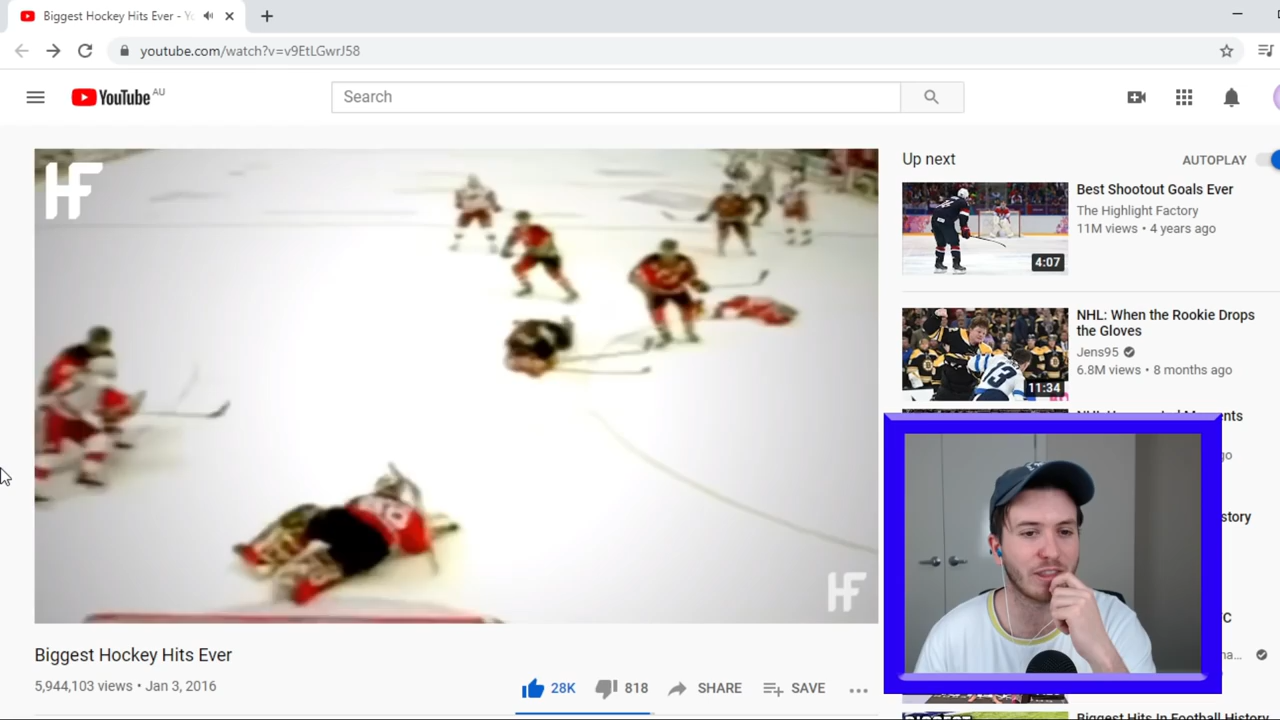 Biggest Hockey Hits Ever - Yo
youtube.com/watch?v=v9EtLGwrJ58
YouTube AU
Search
HF
Up next
AUTOPLAY
Best Shootout Goals Ever
The Highlight Factory
11M views • 4 years ago
4:07
NHL: When the Rookie Drops
the Gloves
Jens95
6.8M views • 8 months ago
11:34
13
HF
Biggest Hockey Hits Ever
5,944,103 views • Jan 3, 2016
28K
818
SHARE
SAVE
Biggest Hits In Football History